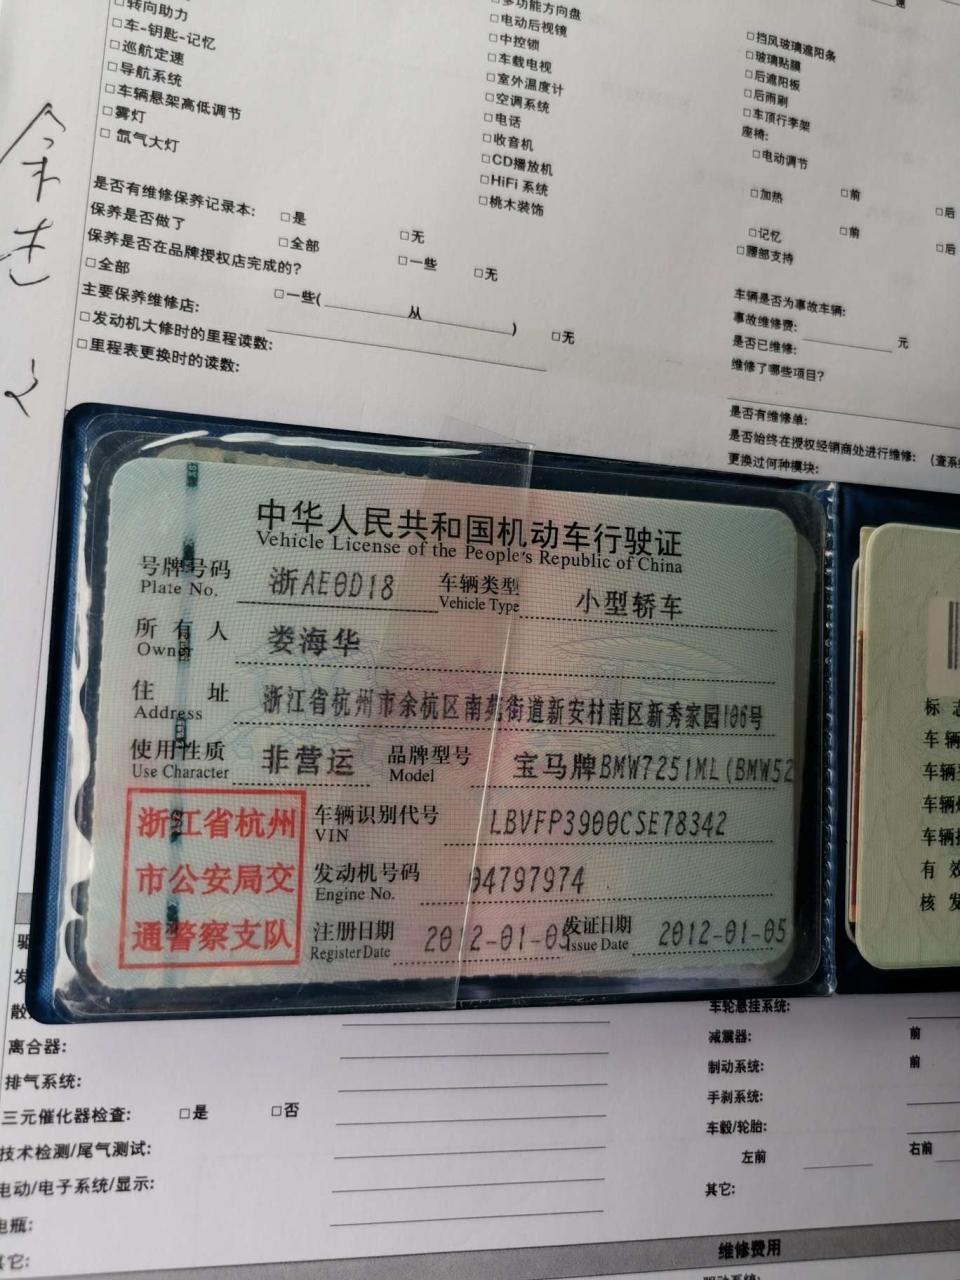 转向助力
□车-钥匙-记忆
□巡航定速
□导航系统
□车辆悬架高低调节
□雾灯
□氙气大灯
多功能方向盘
□电动后视镜
□中控锁
□车载电视
□室外温度计
□空调系统
□电话
□收音机
□CD播放机
□HiFi 系统
□桃木装饰
□挡风玻璃遮阳条
□玻璃贴膜
□后遮阳板
□后雨刷
□车顶行李架
座椅:
□电动调节
□加热 □前 □后
□记忆 □前 □后
□腰部支持
是否有维修保养记录本: □是 □无
保养是否做了 □全部 □一些 □无
保养是否在品牌授权店完成的?
□全部 □一些( 从 ) □无
主要保养维修店:
□发动机大修时的里程读数:
□里程表更换时的读数:
车辆是否为事故车辆:
事故维修费: 元
是否已维修:
维修了哪些项目?
是否有维修单:
是否始终在授权经销商处进行维修: (查系
更换过何种模块:
中华人民共和国机动车行驶证
Vehicle License of the People's Republic of China
号牌号码 浙AE0D18 车辆类型 小型轿车
Plate No. Vehicle Type
所有人 娄海华
Owner
住址 浙江省杭州市余杭区南苑街道新安村南区新秀家园106号
Address
使用性质 非营运 品牌型号 宝马牌BMW7251ML(BMW52
Use Character Model
浙江省杭州
市公安局交
通警察支队
车辆识别代号 LBVFP3900CSE78342
VIN
发动机号码 04797974
Engine No.
注册日期 2012-01-05 发证日期 2012-01-05
Register Date Issue Date
标志
车辆
车辆
车辆
车辆
有效
核发
离合器:
排气系统:
三元催化器检查: □是 □否
技术检测/尾气测试:
电动/电子系统/显示:
电瓶:
其它:
车轮悬挂系统:
减震器: 前
制动系统: 前
手刹系统:
车毂/轮胎:
左前 右前
其它:
维修费用